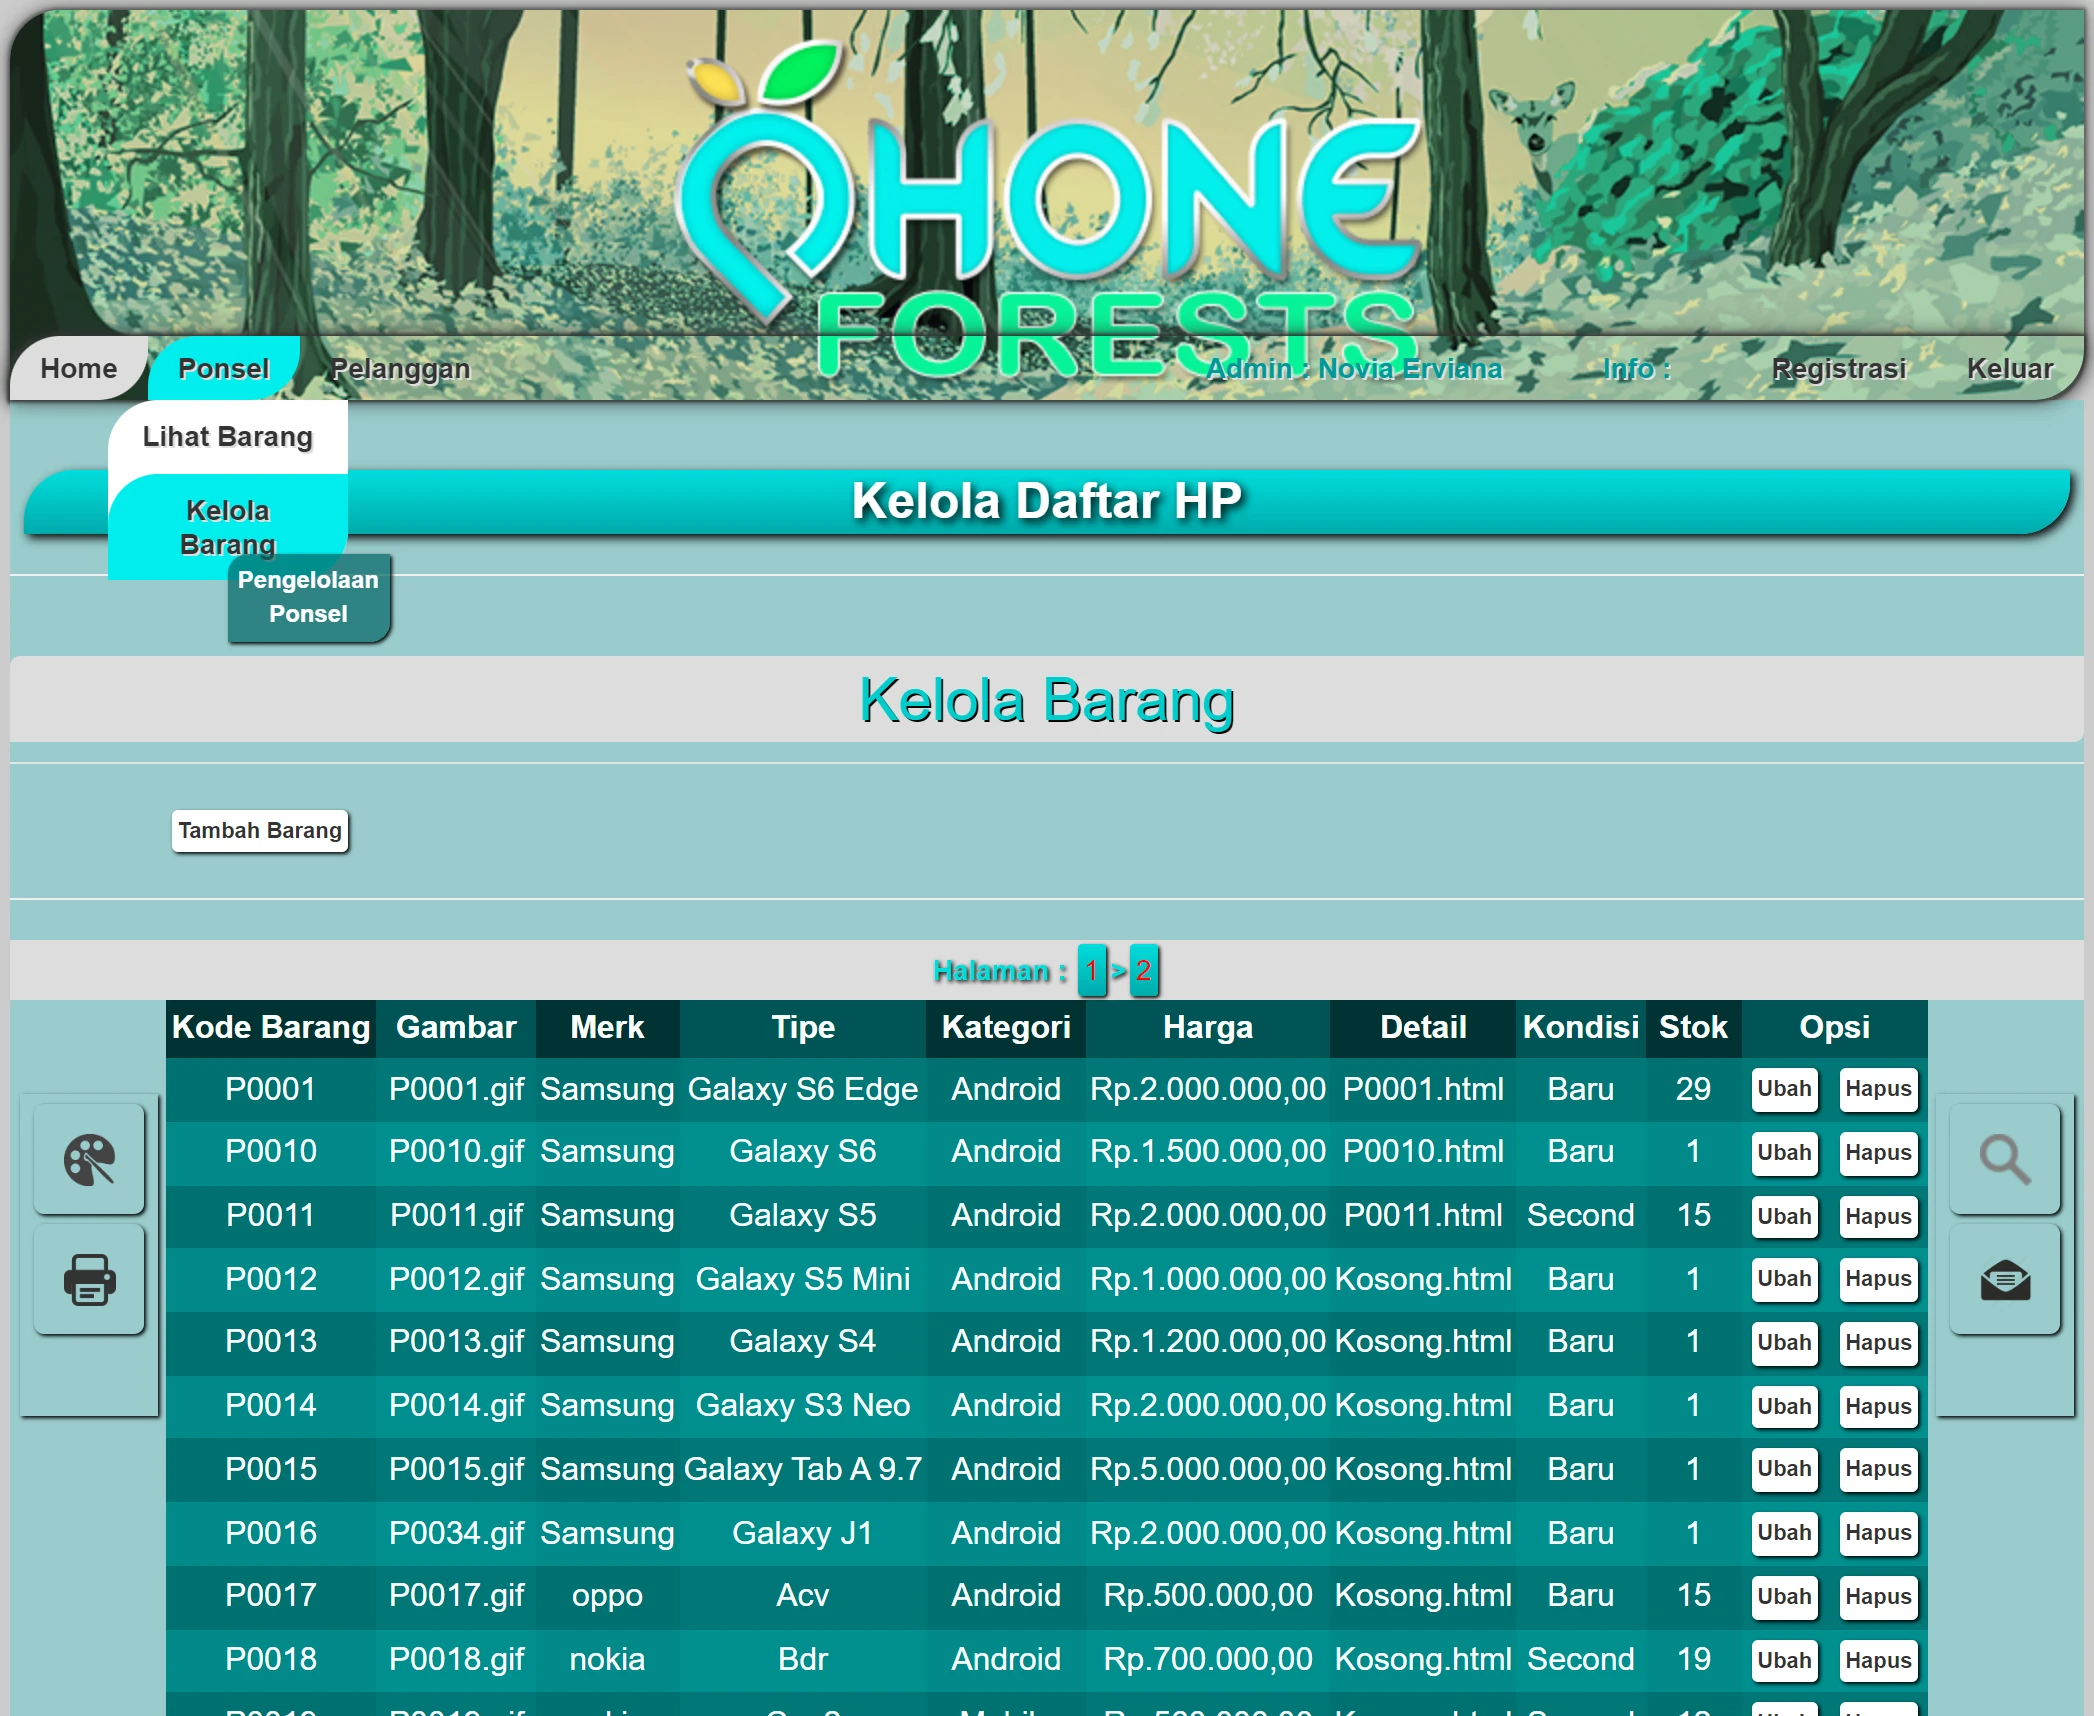 PHONE
FORESTS
Home Ponsel Pelanggan Admin : Novia Erviana Info : Registrasi Keluar
Lihat Barang
Kelola Daftar HP
Kelola
Barang
Pengelolaan
Ponsel
Kelola Barang
Tambah Barang
Halaman : 1 > 2
Kode Barang Gambar Merk Tipe Kategori Harga Detail Kondisi Stok Opsi
P0001 P0001.gif Samsung Galaxy S6 Edge Android Rp.2.000.000,00 P0001.html Baru 29 Ubah Hapus
P0010 P0010.gif Samsung Galaxy S6 Android Rp.1.500.000,00 P0010.html Baru 1 Ubah Hapus
P0011 P0011.gif Samsung Galaxy S5 Android Rp.2.000.000,00 P0011.html Second 15 Ubah Hapus
P0012 P0012.gif Samsung Galaxy S5 Mini Android Rp.1.000.000,00 Kosong.html Baru 1 Ubah Hapus
P0013 P0013.gif Samsung Galaxy S4 Android Rp.1.200.000,00 Kosong.html Baru 1 Ubah Hapus
P0014 P0014.gif Samsung Galaxy S3 Neo Android Rp.2.000.000,00 Kosong.html Baru 1 Ubah Hapus
P0015 P0015.gif Samsung Galaxy Tab A 9.7 Android Rp.5.000.000,00 Kosong.html Baru 1 Ubah Hapus
P0016 P0034.gif Samsung Galaxy J1 Android Rp.2.000.000,00 Kosong.html Baru 1 Ubah Hapus
P0017 P0017.gif oppo Acv Android Rp.500.000,00 Kosong.html Baru 15 Ubah Hapus
P0018 P0018.gif nokia Bdr Android Rp.700.000,00 Kosong.html Second 19 Ubah Hapus